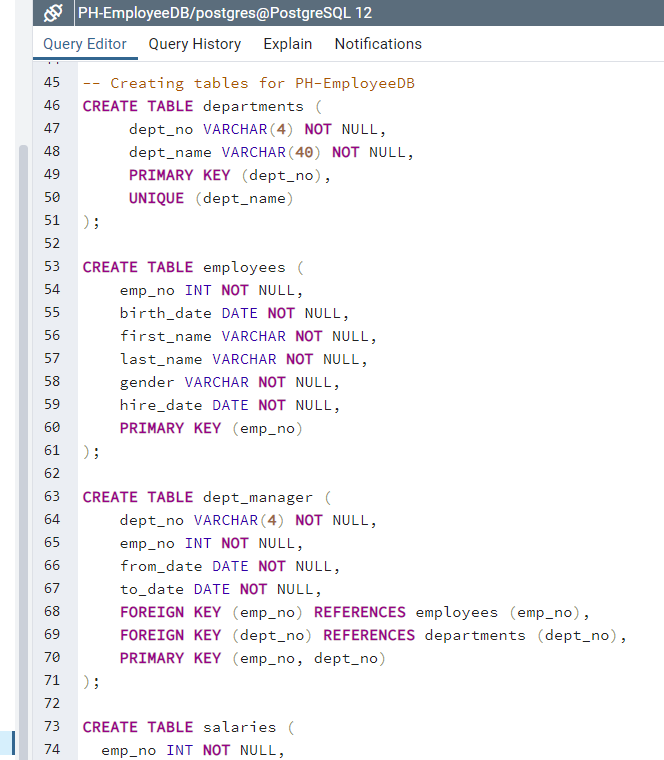 PH-EmployeeDB/postgres@PostgreSQL 12
Query Editor Query History Explain Notifications
45 -- Creating tables for PH-EmployeeDB
46 CREATE TABLE departments (
47 dept_no VARCHAR(4) NOT NULL,
48 dept_name VARCHAR(40) NOT NULL,
49 PRIMARY KEY (dept_no),
50 UNIQUE (dept_name)
51 );
52
53 CREATE TABLE employees (
54 emp_no INT NOT NULL,
55 birth_date DATE NOT NULL,
56 first_name VARCHAR NOT NULL,
57 last_name VARCHAR NOT NULL,
58 gender VARCHAR NOT NULL,
59 hire_date DATE NOT NULL,
60 PRIMARY KEY (emp_no)
61 );
62
63 CREATE TABLE dept_manager (
64 dept_no VARCHAR(4) NOT NULL,
65 emp_no INT NOT NULL,
66 from_date DATE NOT NULL,
67 to_date DATE NOT NULL,
68 FOREIGN KEY (emp_no) REFERENCES employees (emp_no),
69 FOREIGN KEY (dept_no) REFERENCES departments (dept_no),
70 PRIMARY KEY (emp_no, dept_no)
71 );
72
73 CREATE TABLE salaries (
74 emp_no INT NOT NULL,